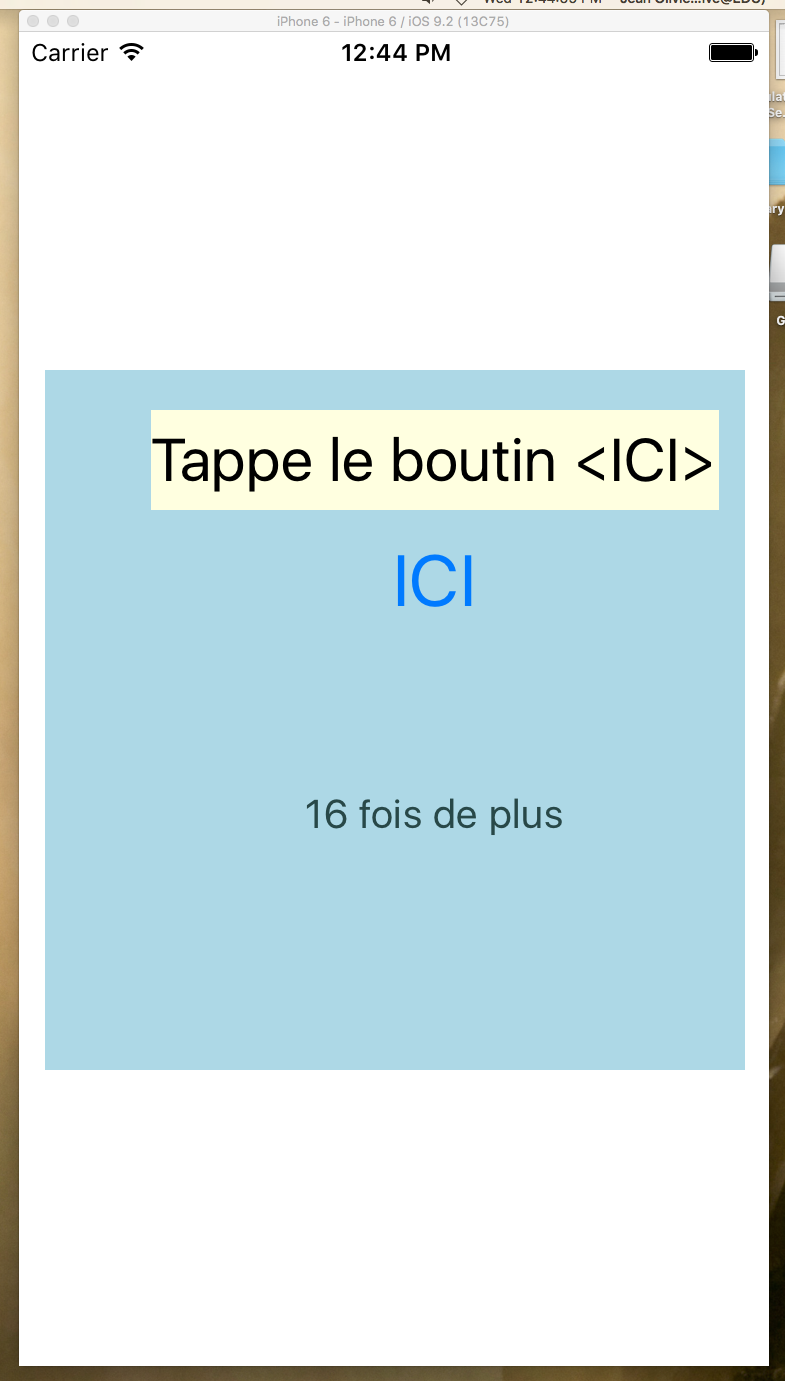 iPhone 6 - iPhone 6 / iOS 9.2 (13C75)
Carrier 12:44 PM
Tappe le boutin <ICI>
ICI
16 fois de plus